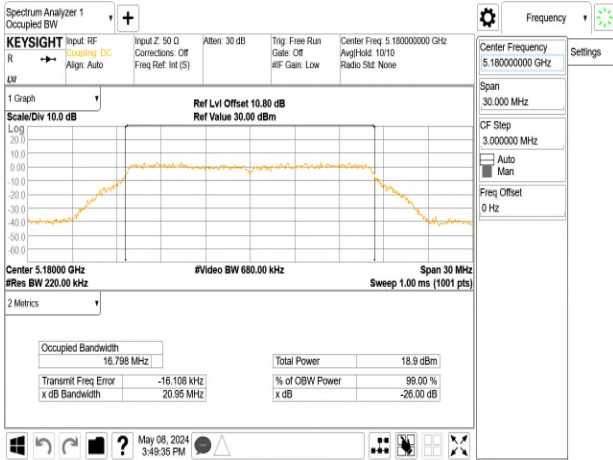 Spectrum Analyzer 1
Occupied BW
Frequency
KEYSIGHT
R
Input: RF
Coupling: DC
Align: Auto
Input Z: 50 Ω
Corrections: Off
Freq Ref: Int (S)
Atten: 30 dB
Trig: Free Run
Gate: Off
#IF Gain: Low
Center Freq: 5.180000000 GHz
Avg|Hold: 10/10
Radio Std: None
Center Frequency
5.180000000 GHz
Settings
Span
30.000 MHz
CF Step
3.000000 MHz
Auto
Man
Freq Offset
0 Hz
1 Graph
Scale/Div 10.0 dB
Ref Lvl Offset 10.80 dB
Ref Value 30.00 dBm
Log
20.0
10.0
0.00
-10.0
-20.0
-30.0
-40.0
-50.0
-60.0
Center 5.18000 GHz
#Res BW 220.00 kHz
#Video BW 680.00 kHz
Span 30 MHz
Sweep 1.00 ms (1001 pts)
2 Metrics
Occupied Bandwidth
16.798 MHz
Total Power 18.9 dBm
Transmit Freq Error -16.108 kHz
% of OBW Power 99.00 %
x dB Bandwidth 20.95 MHz
x dB -26.00 dB
?
May 08, 2024
3:49:35 PM